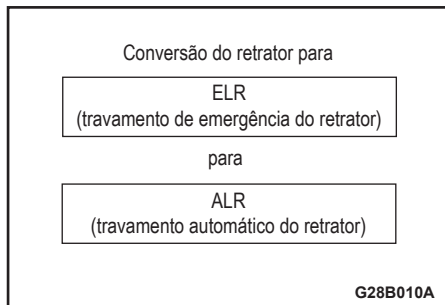 Conversão do retrator para
ELR
(travamento de emergência do retrator)
para
ALR
(travamento automático do retrator)
G28B010A